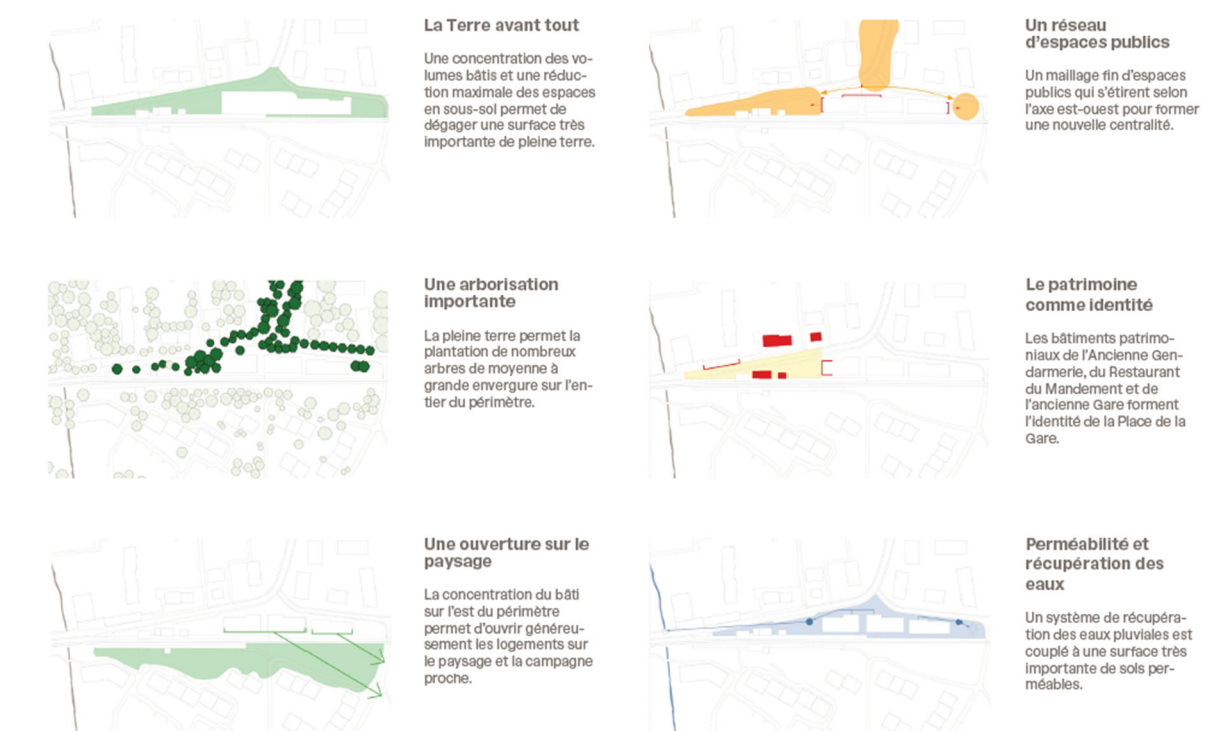 La Terre avant tout
Une concentration des vo-
lumes bâtis et une réduc-
tion maximale des espaces
en sous-sol permet de
dégager une surface très
importante de pleine terre.
Un réseau
d'espaces publics
Un maillage fin d'espaces
publics qui s'étirent selon
l'axe est-ouest pour former
une nouvelle centralité.
Une arborisation
importante
La pleine terre permet la
plantation de nombreux
arbres de moyenne à
grande envergure sur l'en-
tier du périmètre.
Le patrimoine
comme identité
Les bâtiments patrimo-
niaux de l'Ancienne Gen-
darmerie, du Restaurant
du Mandement et de
l'ancienne Gare forment
l'identité de la Place de la
Gare.
Une ouverture sur le
paysage
La concentration du bâti
sur l'est du périmètre
permet d'ouvrir généreu-
sement les logements sur
le paysage et la campagne
proche.
Perméabilité et
récupération des
eaux
Un système de récupéra-
tion des eaux pluviales est
couplé à une surface très
importante de sols per-
méables.